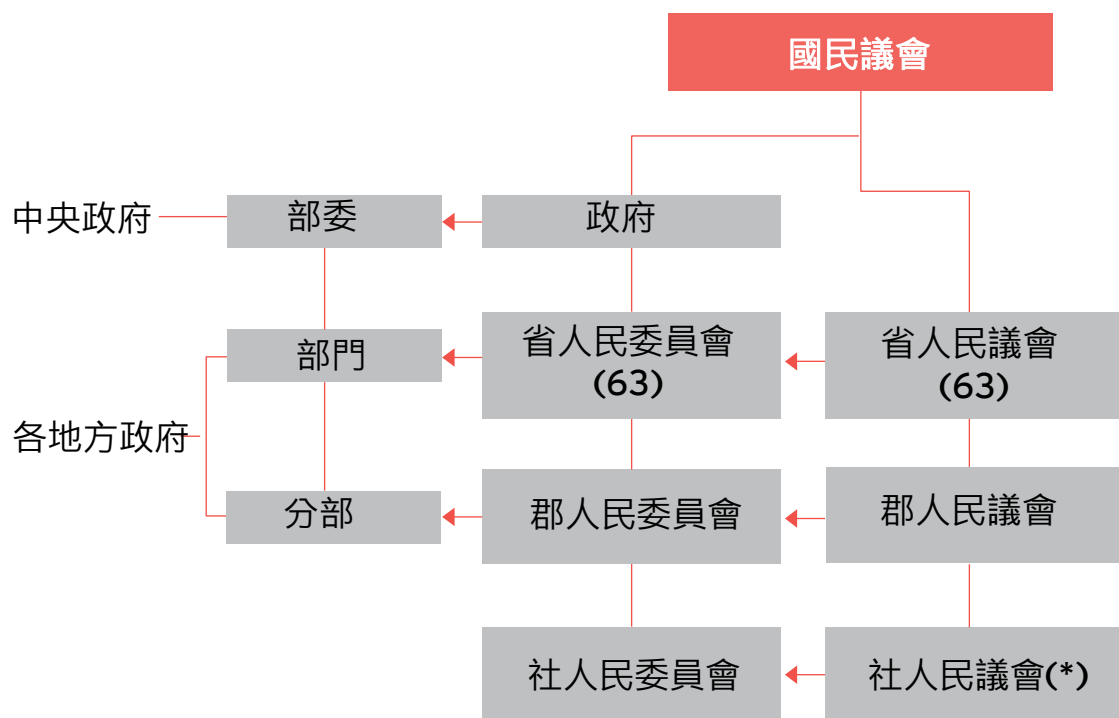 國民議會
中央政府
部委
政府
部門
省人民委員會
(63)
省人民議會
(63)
各地方政府
分部
郡人民委員會
郡人民議會
社人民委員會
社人民議會(*)